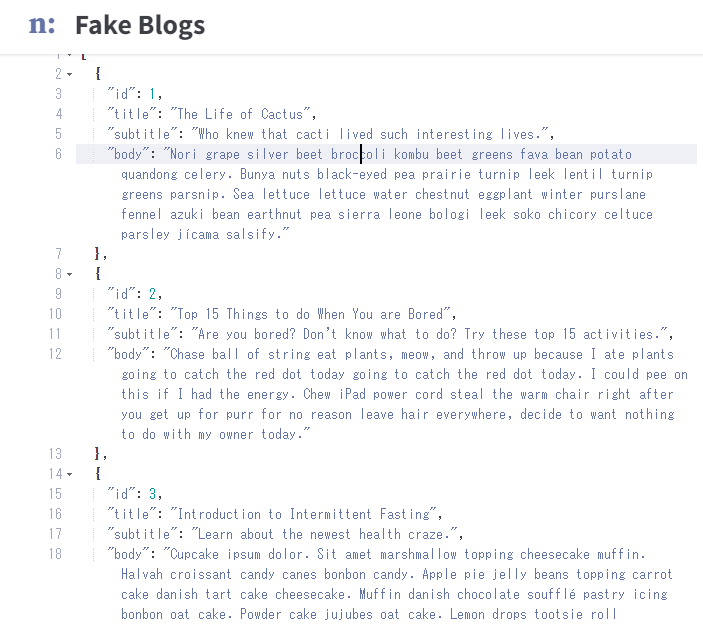 n: Fake Blogs
1 [
2 {
3 "id": 1,
4 "title": "The Life of Cactus",
5 "subtitle": "Who knew that cacti lived such interesting lives.",
6 "body": "Nori grape silver beet broccoli kombu beet greens fava bean potato
quandong celery. Bunya nuts black-eyed pea prairie turnip leek lentil turnip
greens parsnip. Sea lettuce lettuce water chestnut eggplant winter purslane
fennel azuki bean earthnut pea sierra leone bologi leek soko chicory celtuce
parsley jícama salsify."
7 },
8 {
9 "id": 2,
10 "title": "Top 15 Things to do When You are Bored",
11 "subtitle": "Are you bored? Don't know what to do? Try these top 15 activities.",
12 "body": "Chase ball of string eat plants, meow, and throw up because I ate plants
going to catch the red dot today going to catch the red dot today. I could pee on
this if I had the energy. Chew iPad power cord steal the warm chair right after
you get up for purr for no reason leave hair everywhere, decide to want nothing
to do with my owner today."
13 },
14 {
15 "id": 3,
16 "title": "Introduction to Intermittent Fasting",
17 "subtitle": "Learn about the newest health craze.",
18 "body": "Cupcake ipsum dolor. Sit amet marshmallow topping cheesecake muffin.
Halvah croissant candy canes bonbon candy. Apple pie jelly beans topping carrot
cake danish tart cake cheesecake. Muffin danish chocolate soufflé pastry icing
bonbon oat cake. Powder cake jujubes oat cake. Lemon drops tootsie roll